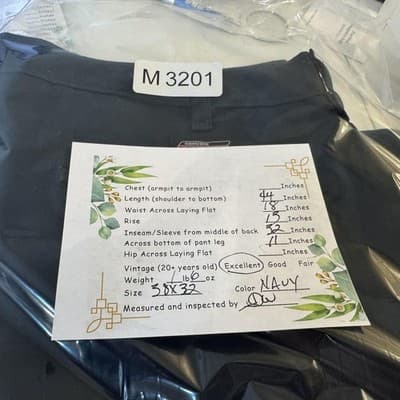 M 3201
Chest (armpit to armpit) Inches
Length (shoulder to bottom) 44 Inches
Waist Across Laying Flat 18 Inches
Rise 15 Inches
Inseam/Sleeve from middle of back 32 Inches
Across bottom of pant leg 11 Inches
Hip Across Laying Flat Inches
Vintage (20+ years old) Excellent Good Fair
Weight 1 lb 6 oz
Size 38X32 Color NAVY
Measured and inspected by